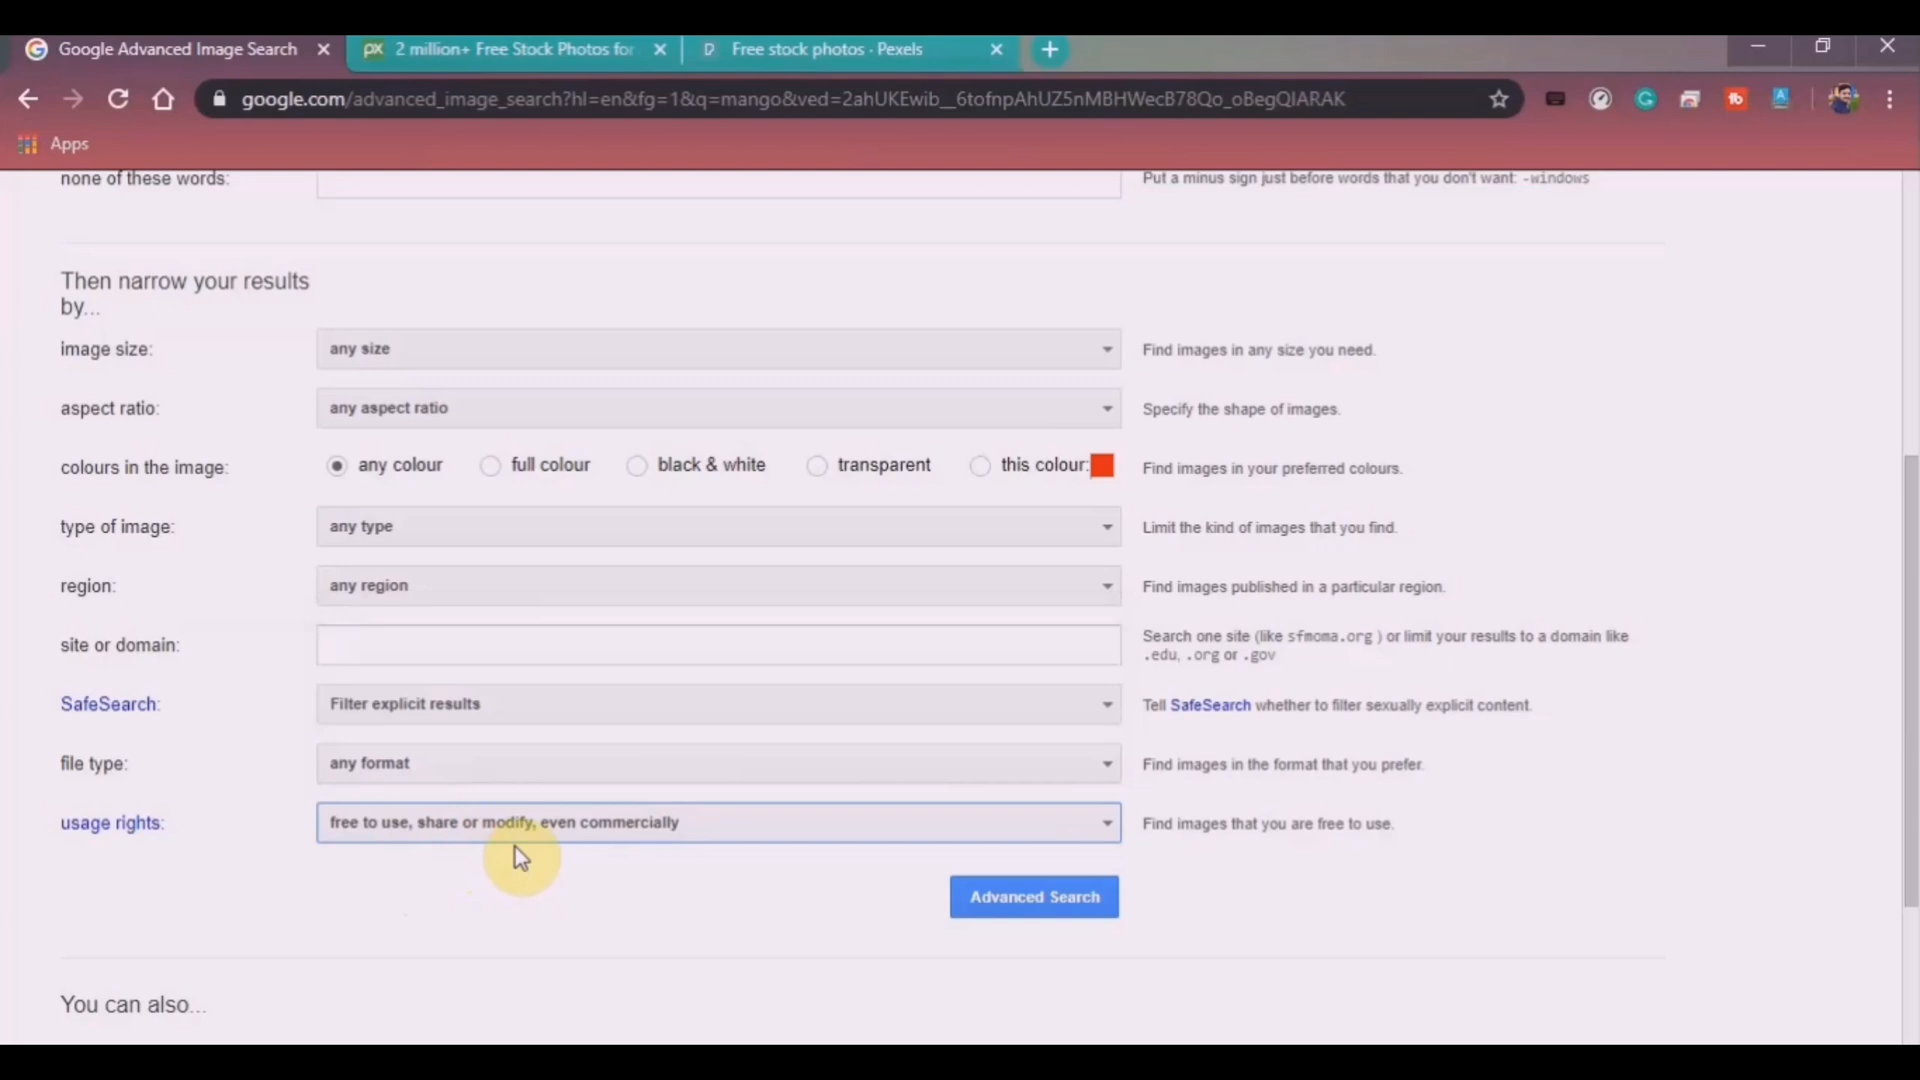 Google Advanced Image Search
2 million+ Free Stock Photos for
Free stock photos · Pexels
google.com/advanced_image_search?hl=en&fg=1&q=mango&ved=2ahUKEwib__6tofnpAhUZ5nMBHWecB78Qo_oBegQIARAK
Apps
none of these words:
Put a minus sign just before words that you don't want: -windows
Then narrow your results
by...
image size:
any size
Find images in any size you need.
aspect ratio:
any aspect ratio
Specify the shape of images.
colours in the image:
any colour
full colour
black & white
transparent
this colour:
Find images in your preferred colours.
type of image:
any type
Limit the kind of images that you find.
region:
any region
Find images published in a particular region.
site or domain:
Search one site (like sfmoma.org ) or limit your results to a domain like
.edu, .org or .gov
SafeSearch:
Filter explicit results
Tell SafeSearch whether to filter sexually explicit content.
file type:
any format
Find images in the format that you prefer.
usage rights:
free to use, share or modify, even commercially
Find images that you are free to use.
Advanced Search
You can also...